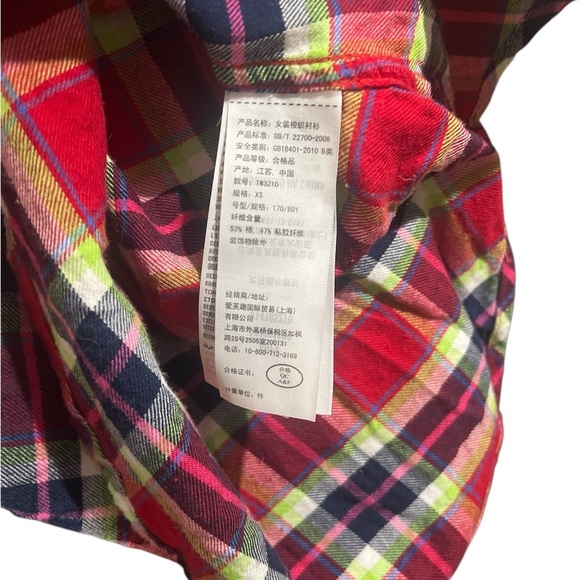 产品名称：女装梭织衬衫
产品标准：GB/T 22700-2008
安全类别：GB18401-2010 B类
产品等级：合格品
产地：江苏，中国
款号：TW3210
规格：XS
号型/规格：170/80Y
纤维含量：
53% 棉，47% 粘胶纤维
装饰物除外
经销商/地址：
爱芙趣国际贸易(上海)
有限公司
上海市外高桥保税区加枫
路28号2505室200131
电话：10-800-712-3169
合格证书：
合格
QC
A&F
计量单位：件